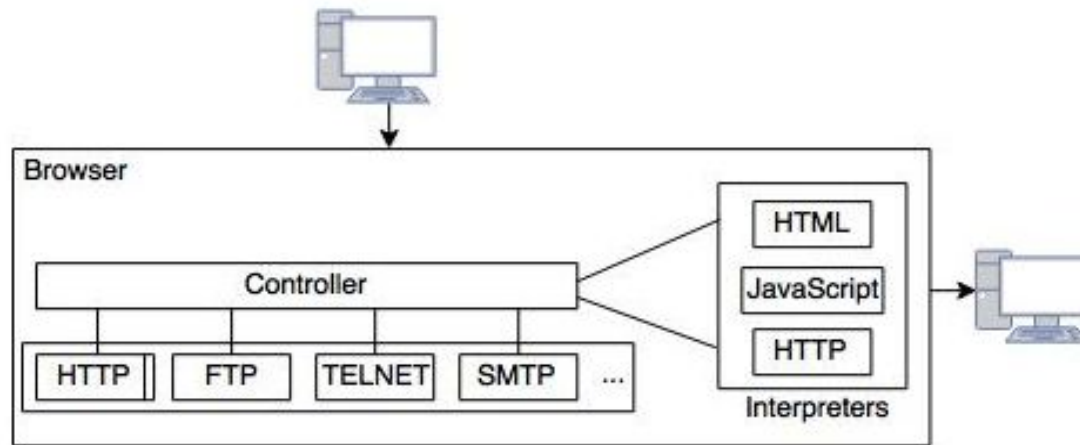 Browser
HTML
Controller
JavaScript
HTTP
HTTP FTP TELNET SMTP ...
Interpreters